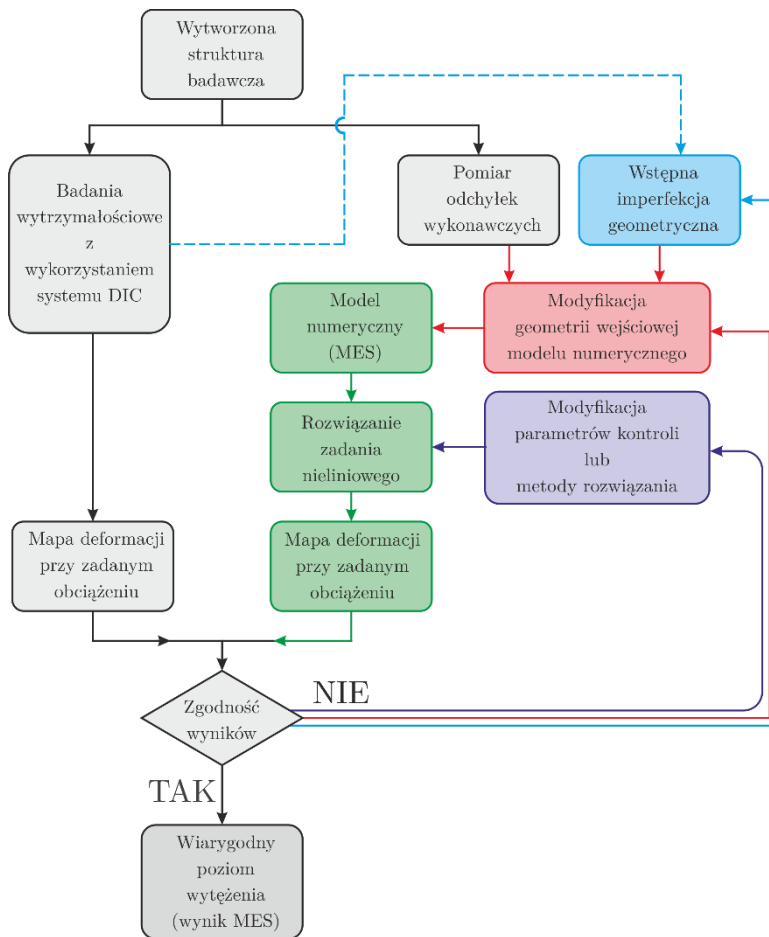 Wytworzona
struktura
badawcza
Badania
wytrzymałościowe
z
wykorzystaniem
systemu DIC
Pomiar
odchyłek
wykonawczych
Wstępna
imperfekcja
geometryczna
Model
numeryczny
(MES)
Modyfikacja
geometrii wejściowej
modelu numerycznego
Rozwiązanie
zadania
nieliniowego
Modyfikacja
parametrów kontroli
lub
metody rozwiązania
Mapa deformacji
przy zadanym
obciążeniu
Mapa deformacji
przy zadanym
obciążeniu
Zgodność
wyników
NIE
TAK
Wiarygodny
poziom
wytężenia
(wynik MES)